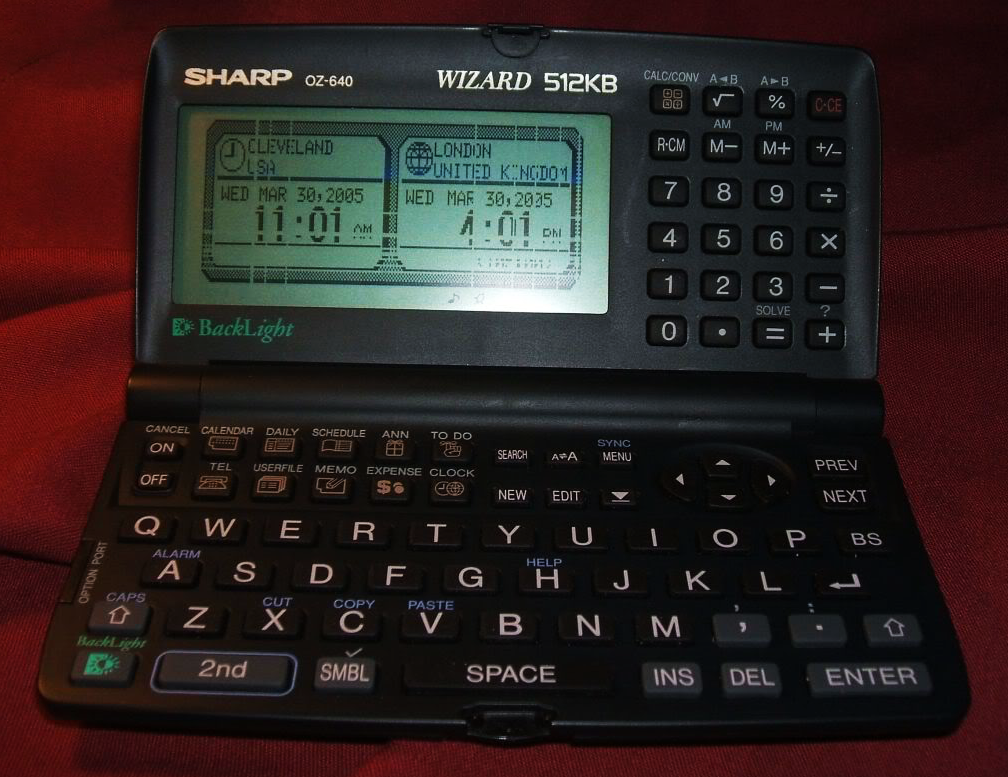 SHARP OZ-640 WIZARD 512KB
CLEVELAND
USA
WED MAR 30,2005
11:01 AM
LONDON
UNITED KINGDOM
WED MAR 30,2005
4:01 PM
BackLight
CALC/CONV A◄B A►B
√ % C·CE
AM PM
R·CM M− M+ +/−
7 8 9 ÷
4 5 6 ×
1 2 3 −
SOLVE ?
0 • = +
CANCEL CALENDAR DAILY SCHEDULE ANN TO DO
ON
SYNC
SEARCH A⇄A MENU
PREV
TEL USERFILE MEMO EXPENSE CLOCK
OFF
NEW EDIT
NEXT
Q W E R T Y U I O P BS
ALARM HELP
A S D F G H J K L
OPTION PORT
CAPS CUT COPY PASTE ; :
Z X C V B N M , .
BackLight
2nd SMBL SPACE INS DEL ENTER